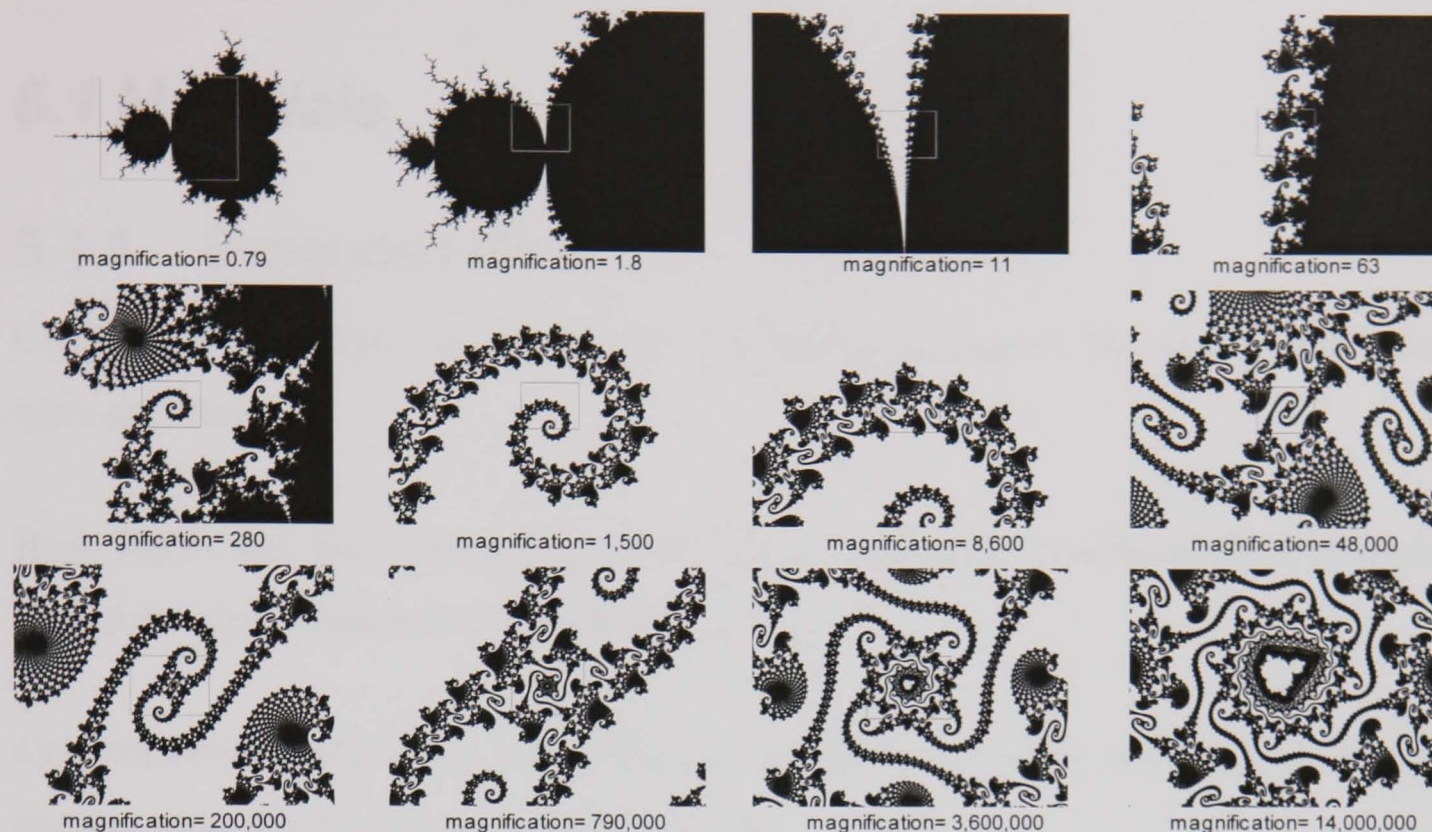 magnification= 0.79
magnification= 1.8
magnification= 11
magnification= 63
magnification= 280
magnification= 1,500
magnification= 8,600
magnification= 48,000
magnification= 200,000
magnification= 790,000
magnification= 3,600,000
magnification= 14,000,000